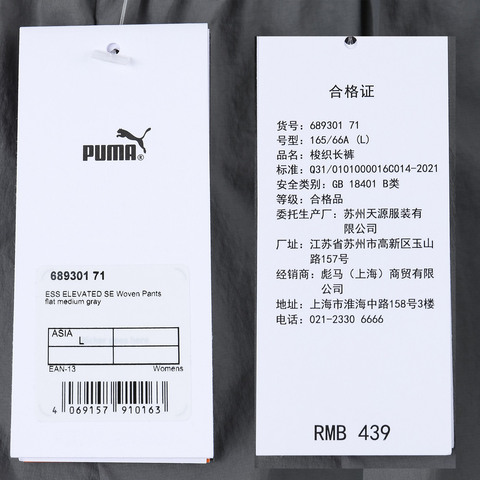 PUMA®
689301 71
ESS ELEVATED SE Woven Pants
flat medium gray
ASIA
L
EAN-13 Womens
4 069157 910163
合格证
货号: 689301 71
号型: 165/66A (L)
品名: 梭织长裤
标准: Q31/0101000016C014-2021
安全类别: GB 18401 B类
等级: 合格品
委托生产厂: 苏州天源服装有
限公司
厂址: 江苏省苏州市高新区玉山
路157号
经销商: 彪马（上海）商贸有限
公司
地址: 上海市淮海中路158号3楼
电话: 021-2330 6666
RMB 439